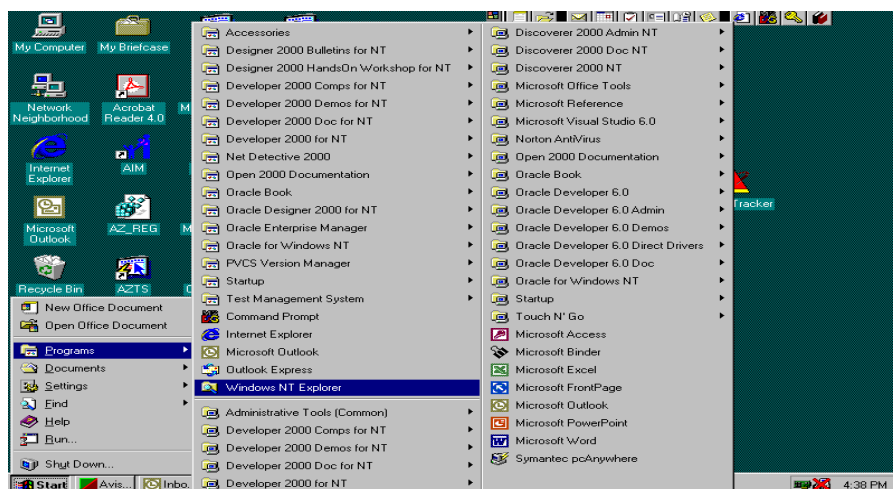 My Computer
My Briefcase
Network
Neighborhood
Acrobat
Reader 4.0
M
Internet
Explorer
AIM
Microsoft
Outlook
AZ_REG
M
Recycle Bin
AZTS
Tracker
New Office Document
Open Office Document
Programs
Documents
Settings
Find
Help
Run...
Shut Down...
Accessories
Designer 2000 Bulletins for NT
Designer 2000 HandsOn Workshop for NT
Developer 2000 Comps for NT
Developer 2000 Demos for NT
Developer 2000 Doc for NT
Developer 2000 for NT
Net Detective 2000
Open 2000 Documentation
Oracle Book
Oracle Designer 2000 for NT
Oracle Enterprise Manager
Oracle for Windows NT
PVCS Version Manager
Startup
Test Management System
Command Prompt
Internet Explorer
Microsoft Outlook
Outlook Express
Windows NT Explorer
Administrative Tools (Common)
Developer 2000 Comps for NT
Developer 2000 Demos for NT
Developer 2000 Doc for NT
Developer 2000 for NT
Discoverer 2000 Admin NT
Discoverer 2000 Doc NT
Discoverer 2000 NT
Microsoft Office Tools
Microsoft Reference
Microsoft Visual Studio 6.0
Norton AntiVirus
Open 2000 Documentation
Oracle Book
Oracle Developer 6.0
Oracle Developer 6.0 Admin
Oracle Developer 6.0 Demos
Oracle Developer 6.0 Direct Drivers
Oracle Developer 6.0 Doc
Oracle for Windows NT
Startup
Touch N' Go
Microsoft Access
Microsoft Binder
Microsoft Excel
Microsoft FrontPage
Microsoft Outlook
Microsoft PowerPoint
Microsoft Word
Symantec pcAnywhere
Start
Avis...
Inbo.
4:38 PM